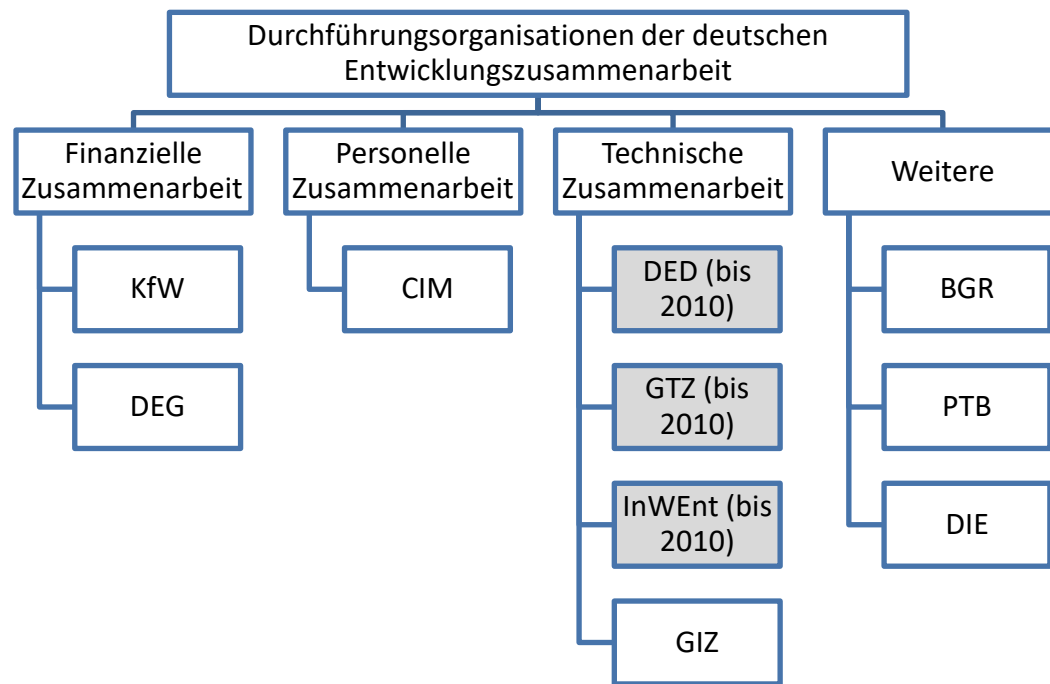 Durchführungsorganisationen der deutschen
Entwicklungszusammenarbeit
Finanzielle
Zusammenarbeit
KfW
DEG
Personelle
Zusammenarbeit
CIM
Technische
Zusammenarbeit
DED (bis
2010)
GTZ (bis
2010)
InWEnt (bis
2010)
GIZ
Weitere
BGR
PTB
DIE